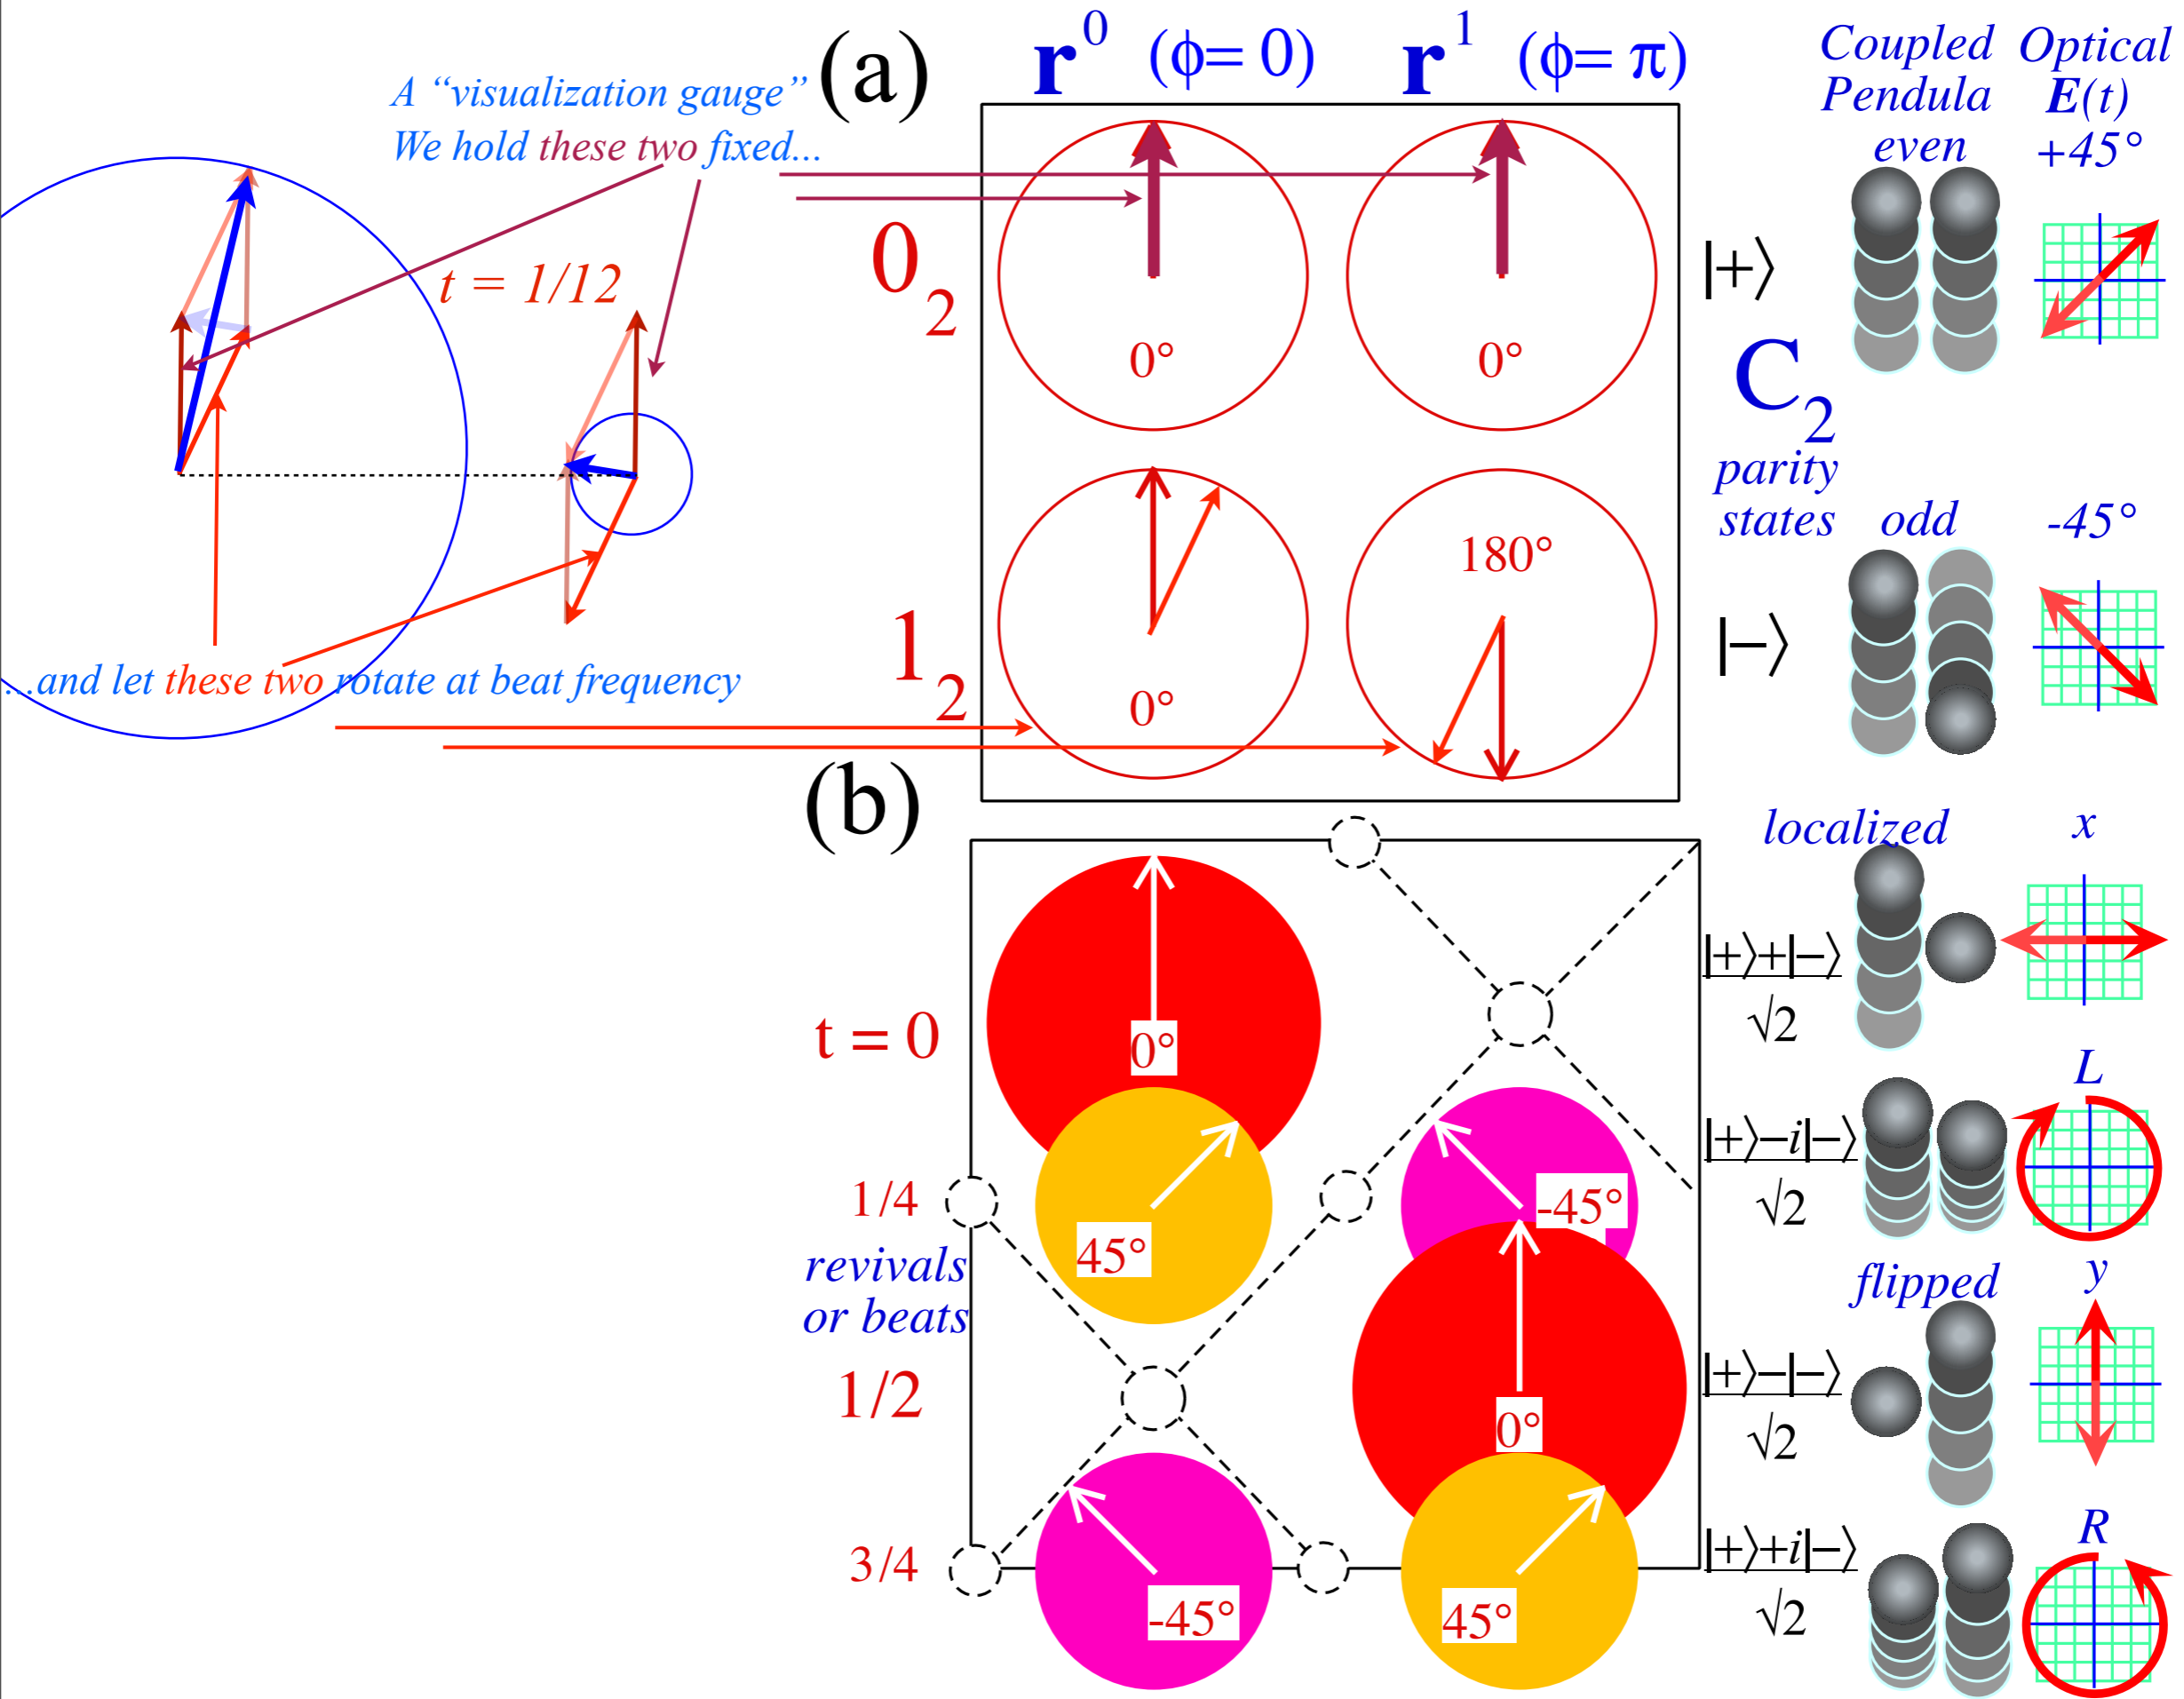 A “visualization gauge”
We hold these two fixed...
t = 1/12
...and let these two rotate at beat frequency
(a)
r⁰ (ϕ= 0) r¹ (ϕ= π)
0₂
0° 0°
1₂
0° 180°
Coupled Pendula
Optical E(t)
even +45°
|+⟩
C₂
parity
states
odd -45°
|−⟩
(b)
t = 0
0°
1/4
45° -45°
revivals
or beats
1/2
0°
3/4
-45° 45°
localized x
|+⟩+|−⟩
√2
L
|+⟩−i|−⟩
√2
flipped y
|+⟩−|−⟩
√2
R
|+⟩+i|−⟩
√2